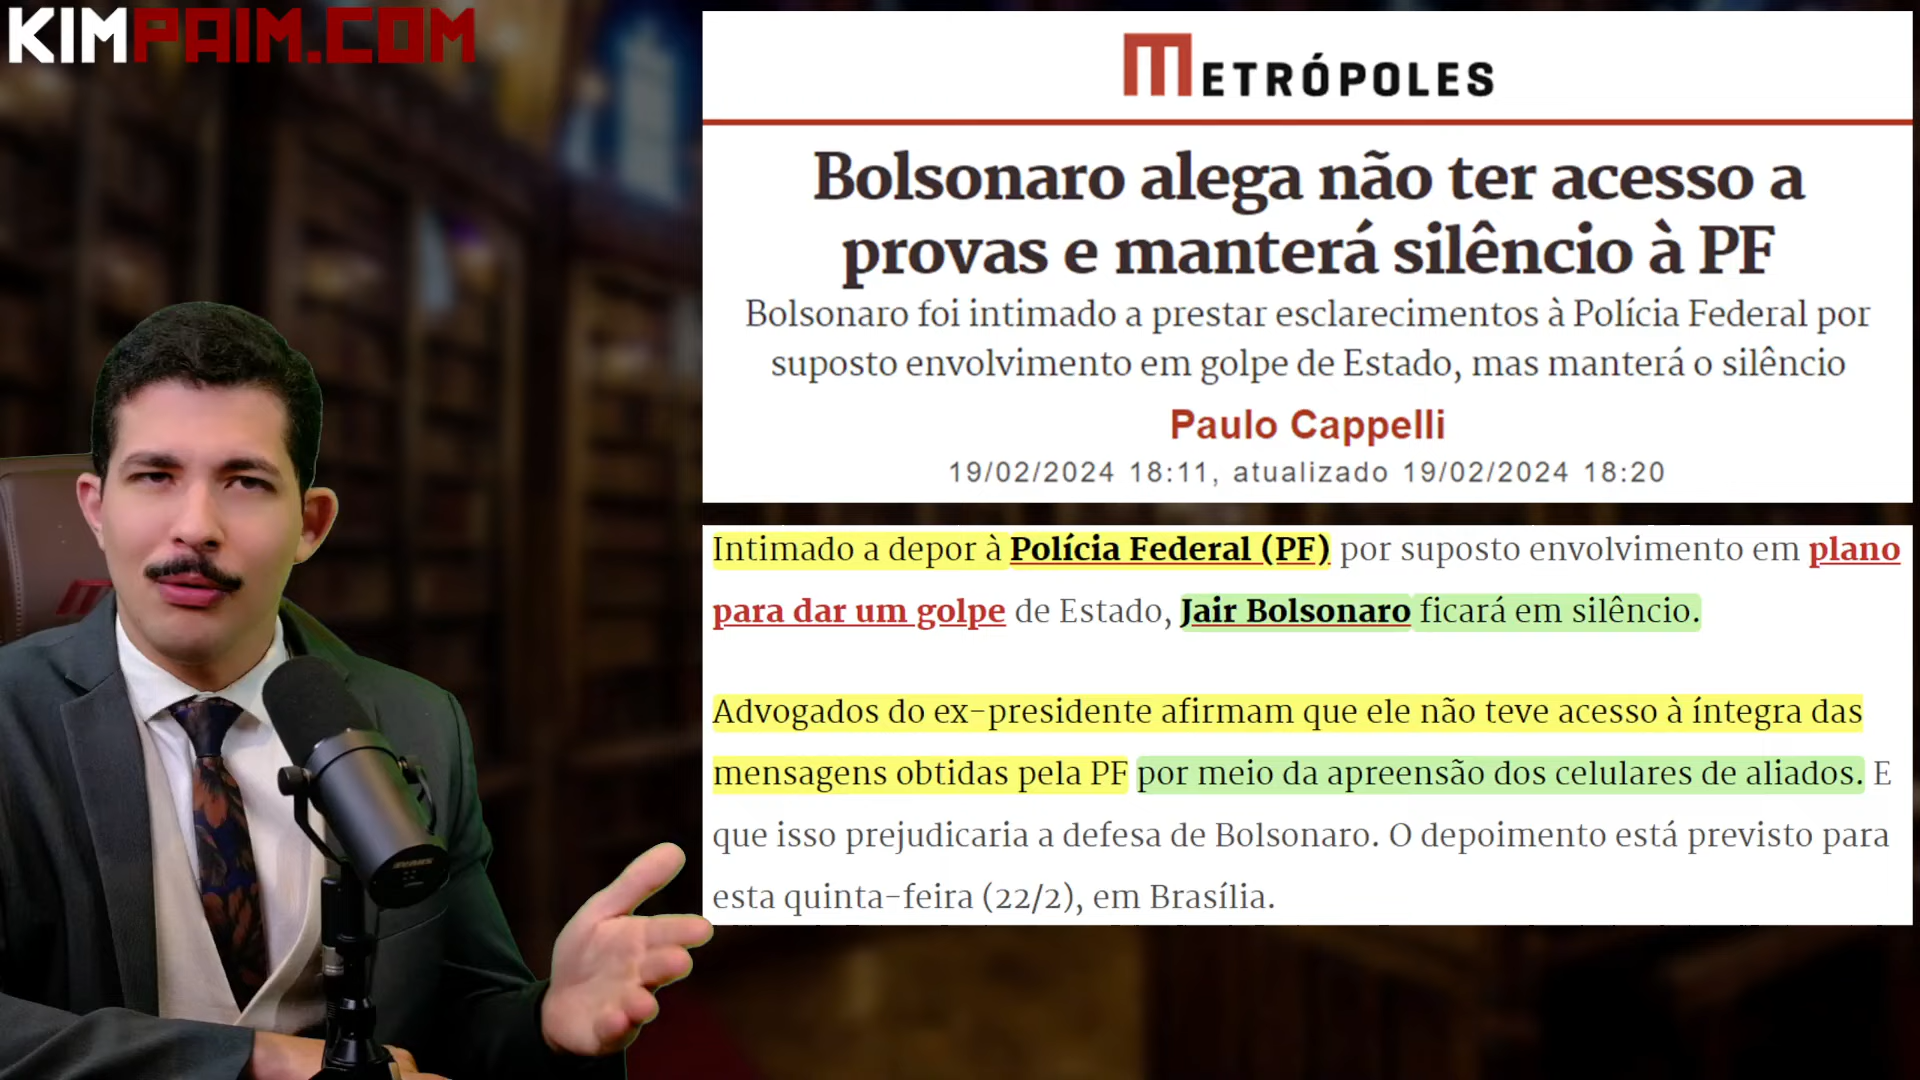 KIMPAIM.COM
METRÓPOLES
Bolsonaro alega não ter acesso a
provas e manterá silêncio à PF
Bolsonaro foi intimado a prestar esclarecimentos à Polícia Federal por
suposto envolvimento em golpe de Estado, mas manterá o silêncio
Paulo Cappelli
19/02/2024 18:11, atualizado 19/02/2024 18:20
Intimado a depor à Polícia Federal (PF) por suposto envolvimento em plano
para dar um golpe de Estado, Jair Bolsonaro ficará em silêncio.
Advogados do ex-presidente afirmam que ele não teve acesso à íntegra das
mensagens obtidas pela PF por meio da apreensão dos celulares de aliados. E
que isso prejudicaria a defesa de Bolsonaro. O depoimento está previsto para
esta quinta-feira (22/2), em Brasília.